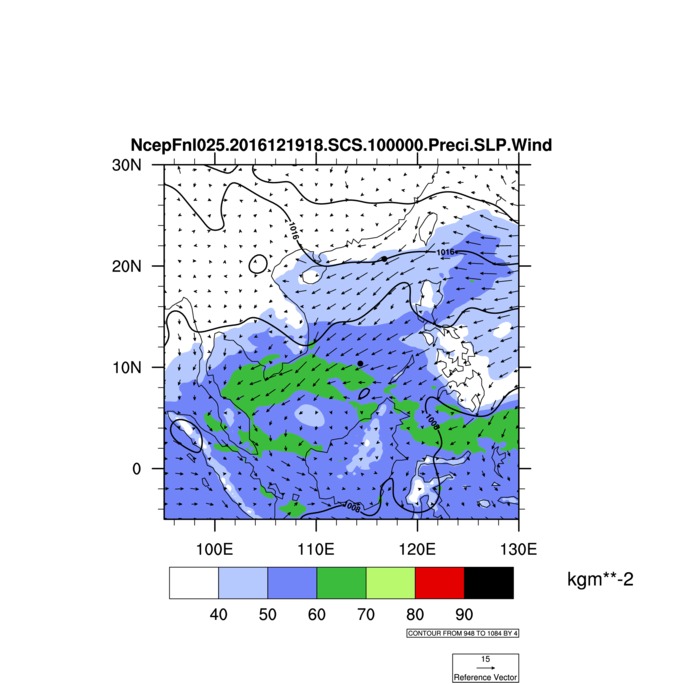 NcepFnl025.2016121918.SCS.100000.Preci.SLP.Wind
30N
20N
10N
0
1016
1016
1008
1008
100E 110E 120E 130E
kgm**-2
40 50 60 70 80 90
CONTOUR FROM 948 TO 1084 BY 4
15
Reference Vector